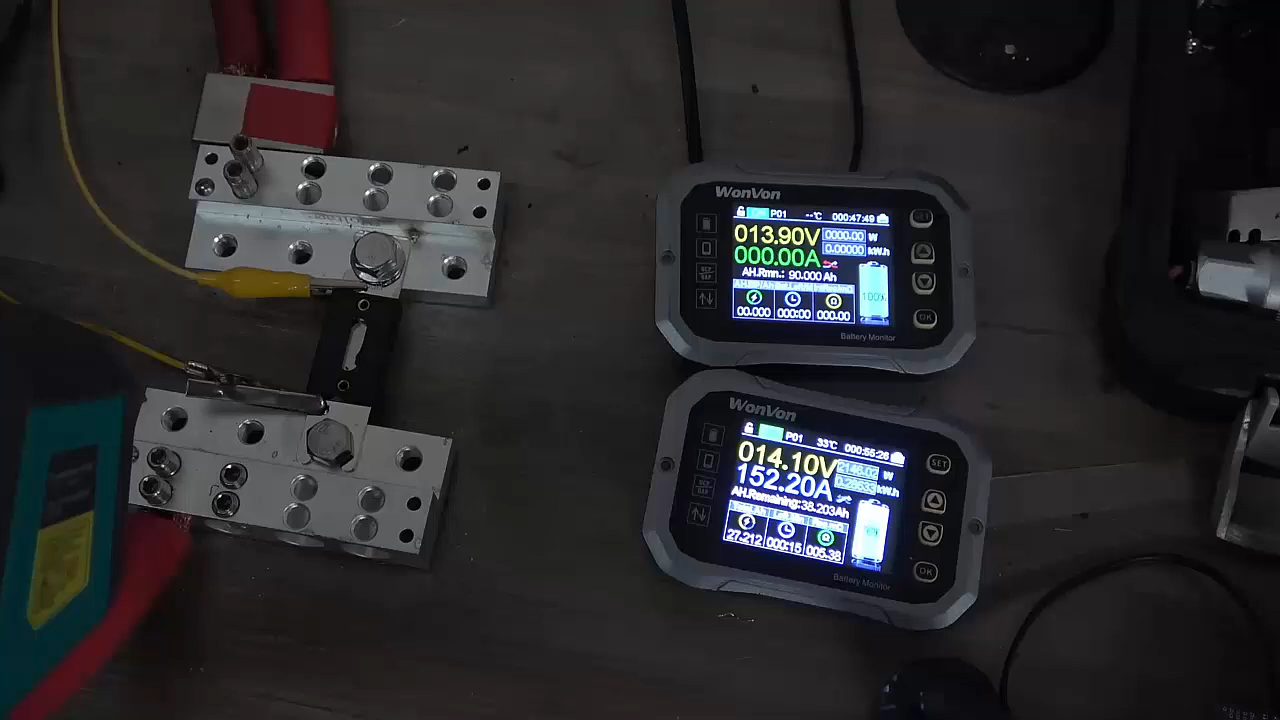 WonVon
P01 --℃ 000:47:49
013.90V 0000.00 W
000.00A 0.00000 kW.h
AH.Rmn.: 90.000 Ah
100%
00.000 000:00 000.00
OK
Battery Monitor
WonVon
P01 33℃ 000:55:26
014.10V 2146.02 W
152.20A kW.h
AH.Remaining:38.203Ah
27.212 000:15 005.38
SET
OK
Battery Monitor